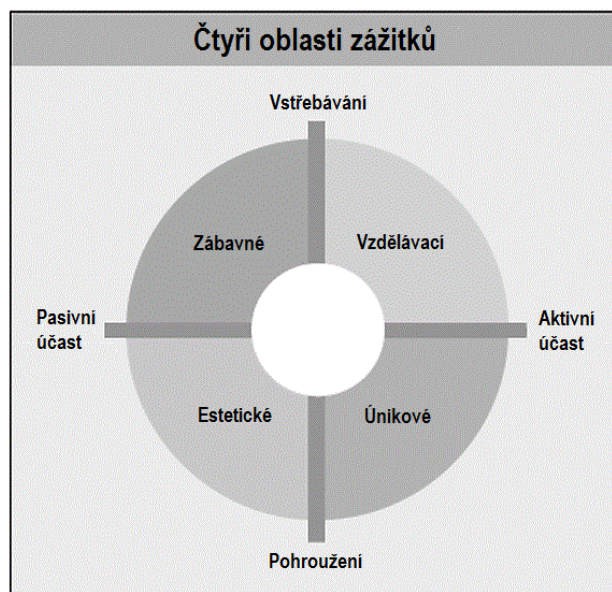 Čtyři oblasti zážitků
Vstřebávání
Zábavné
Vzdělávací
Pasivní
účast
Aktivní
účast
Estetické
Únikové
Pohroužení